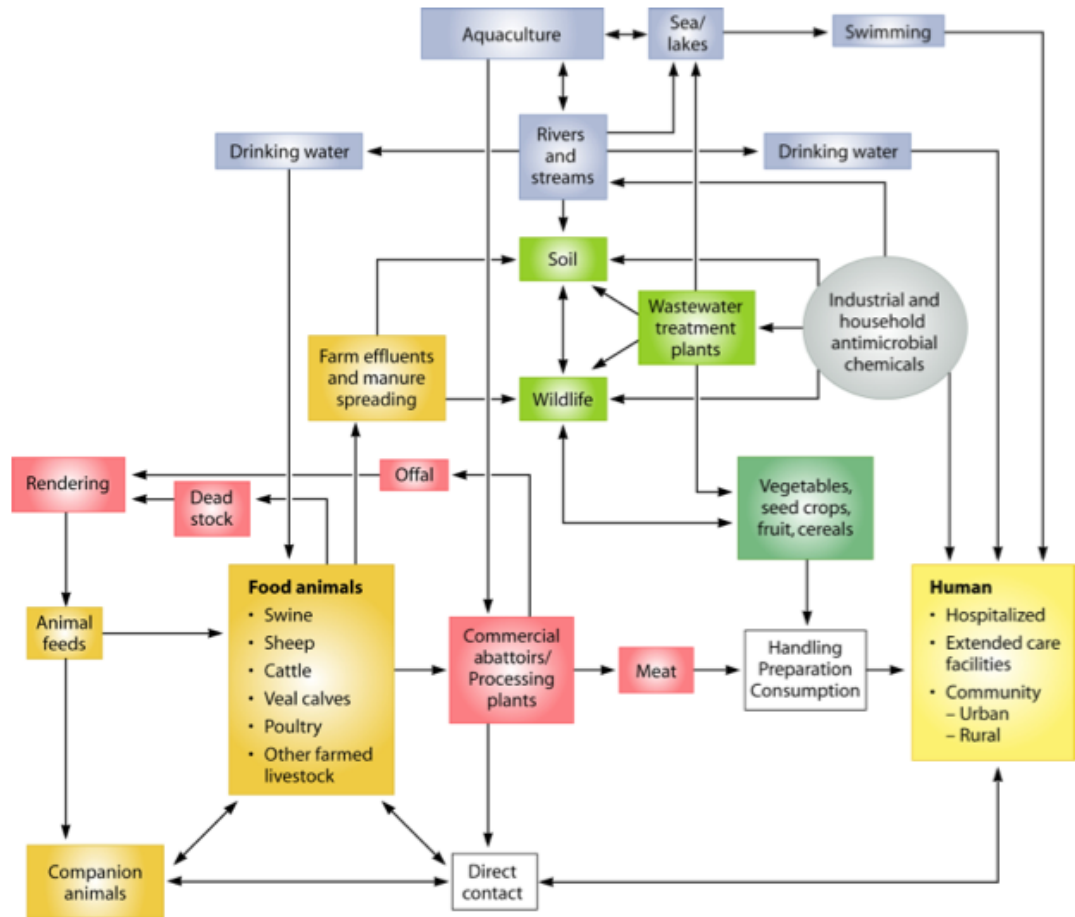 Aquaculture
Sea/
lakes
Swimming
Drinking water
Rivers
and
streams
Drinking water
Soil
Wastewater
treatment
plants
Industrial and
household
antimicrobial
chemicals
Farm effluents
and manure
spreading
Wildlife
Rendering
Offal
Dead
stock
Vegetables,
seed crops,
fruit, cereals
Animal
feeds
Food animals
• Swine
• Sheep
• Cattle
• Veal calves
• Poultry
• Other farmed
livestock
Commercial
abattoirs/
Processing
plants
Meat
Handling
Preparation
Consumption
Human
• Hospitalized
• Extended care
facilities
• Community
– Urban
– Rural
Companion
animals
Direct
contact